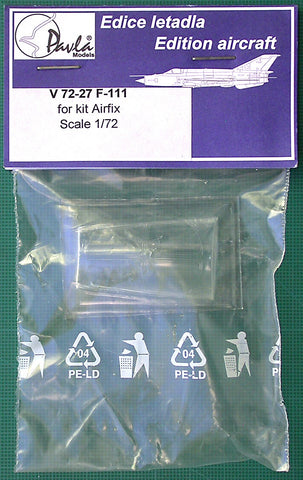 Pavla
Models
Edice letadla
Edition aircraft
V 72-27 F-111
for kit Airfix
Scale 1/72
04 04
PE-LD PE-LD